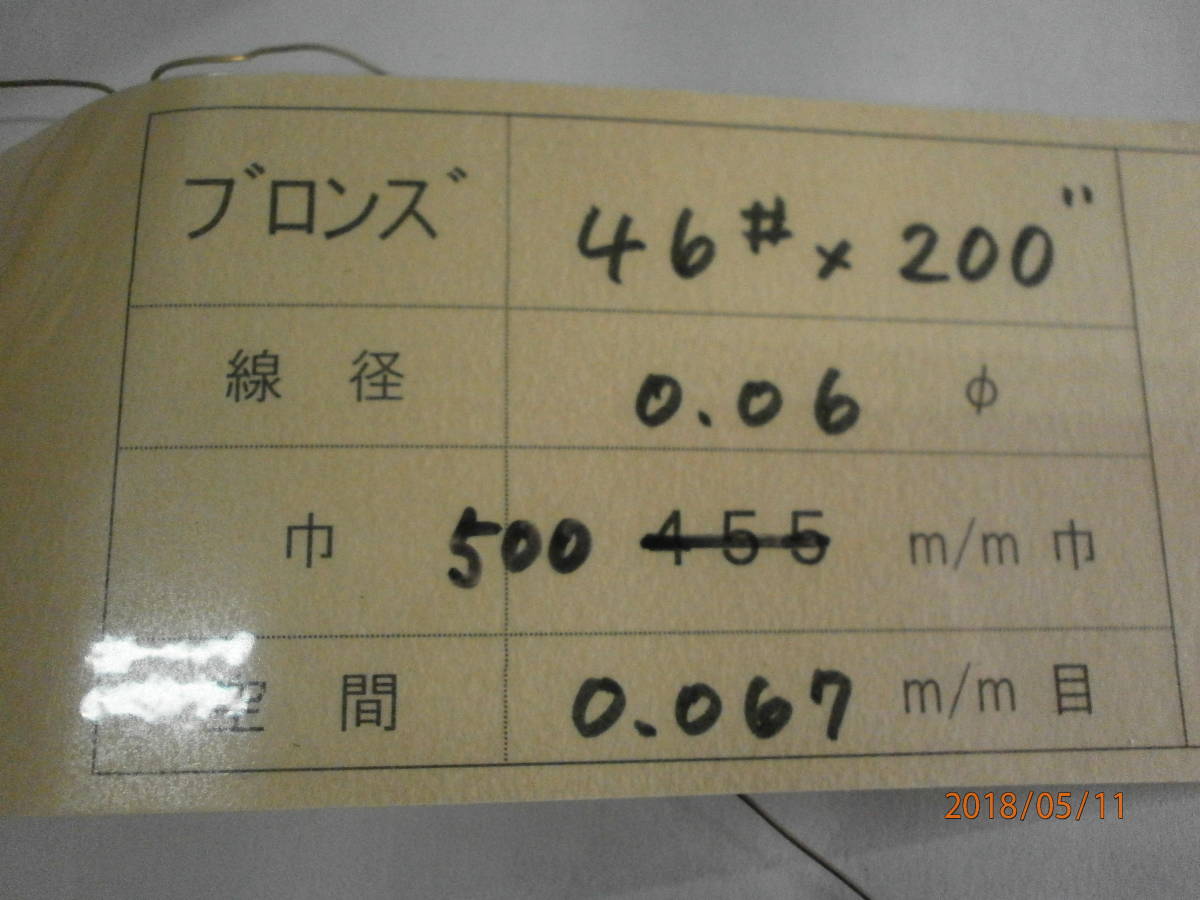 ブロンズ 46# x 200"
線 径 0.06 φ
巾 500 455 m/m 巾
空 間 0.067 m/m 目
2018/05/11